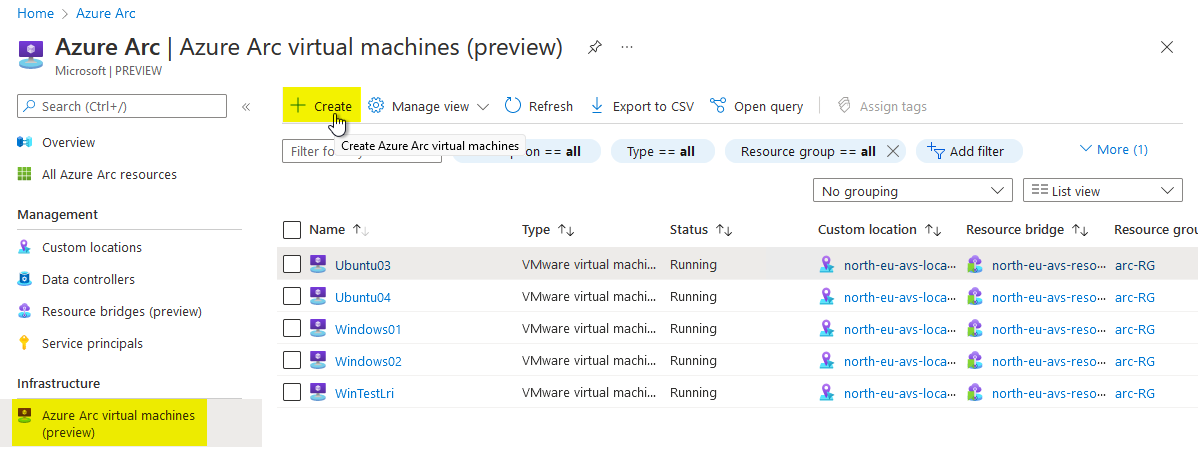 Home > Azure Arc
Azure Arc | Azure Arc virtual machines (preview) ...
Microsoft | PREVIEW
Search (Ctrl+/) «
Overview
All Azure Arc resources
Management
Custom locations
Data controllers
Resource bridges (preview)
Service principals
Infrastructure
Azure Arc virtual machines
(preview)
Create Manage view Refresh Export to CSV Open query Assign tags
Create Azure Arc virtual machines
Filter fo on == all Type == all Resource group == all Add filter More (1)
No grouping List view
Name Type Status Custom location Resource bridge Resource grou
Ubuntu03 VMware virtual machi... Running north-eu-avs-loca... north-eu-avs-reso... arc-RG
Ubuntu04 VMware virtual machi... Running north-eu-avs-loca... north-eu-avs-reso... arc-RG
Windows01 VMware virtual machi... Running north-eu-avs-loca... north-eu-avs-reso... arc-RG
Windows02 VMware virtual machi... Running north-eu-avs-loca... north-eu-avs-reso... arc-RG
WinTestLri VMware virtual machi... Running north-eu-avs-loca... north-eu-avs-reso... arc-RG